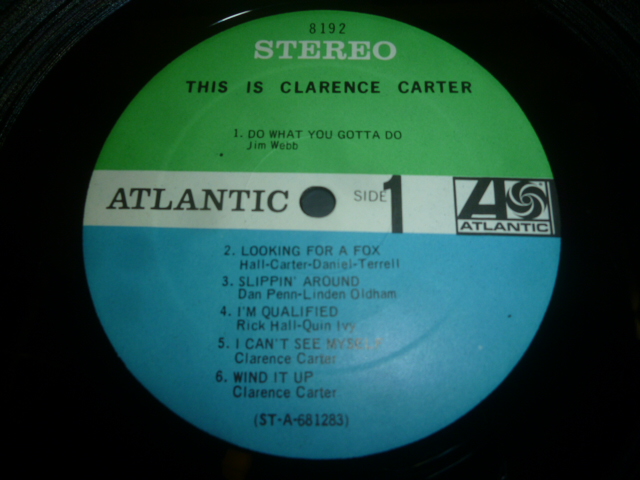 8192
STEREO
THIS IS CLARENCE CARTER
1. DO WHAT YOU GOTTA DO
Jim Webb
ATLANTIC SIDE 1 ATLANTIC
2. LOOKING FOR A FOX
Hall-Carter-Daniel-Terrell
3. SLIPPIN' AROUND
Dan Penn-Linden Oldham
4. I'M QUALIFIED
Rick Hall-Quin Ivy
5. I CAN'T SEE MYSELF
Clarence Carter
6. WIND IT UP
Clarence Carter
(ST-A-681283)